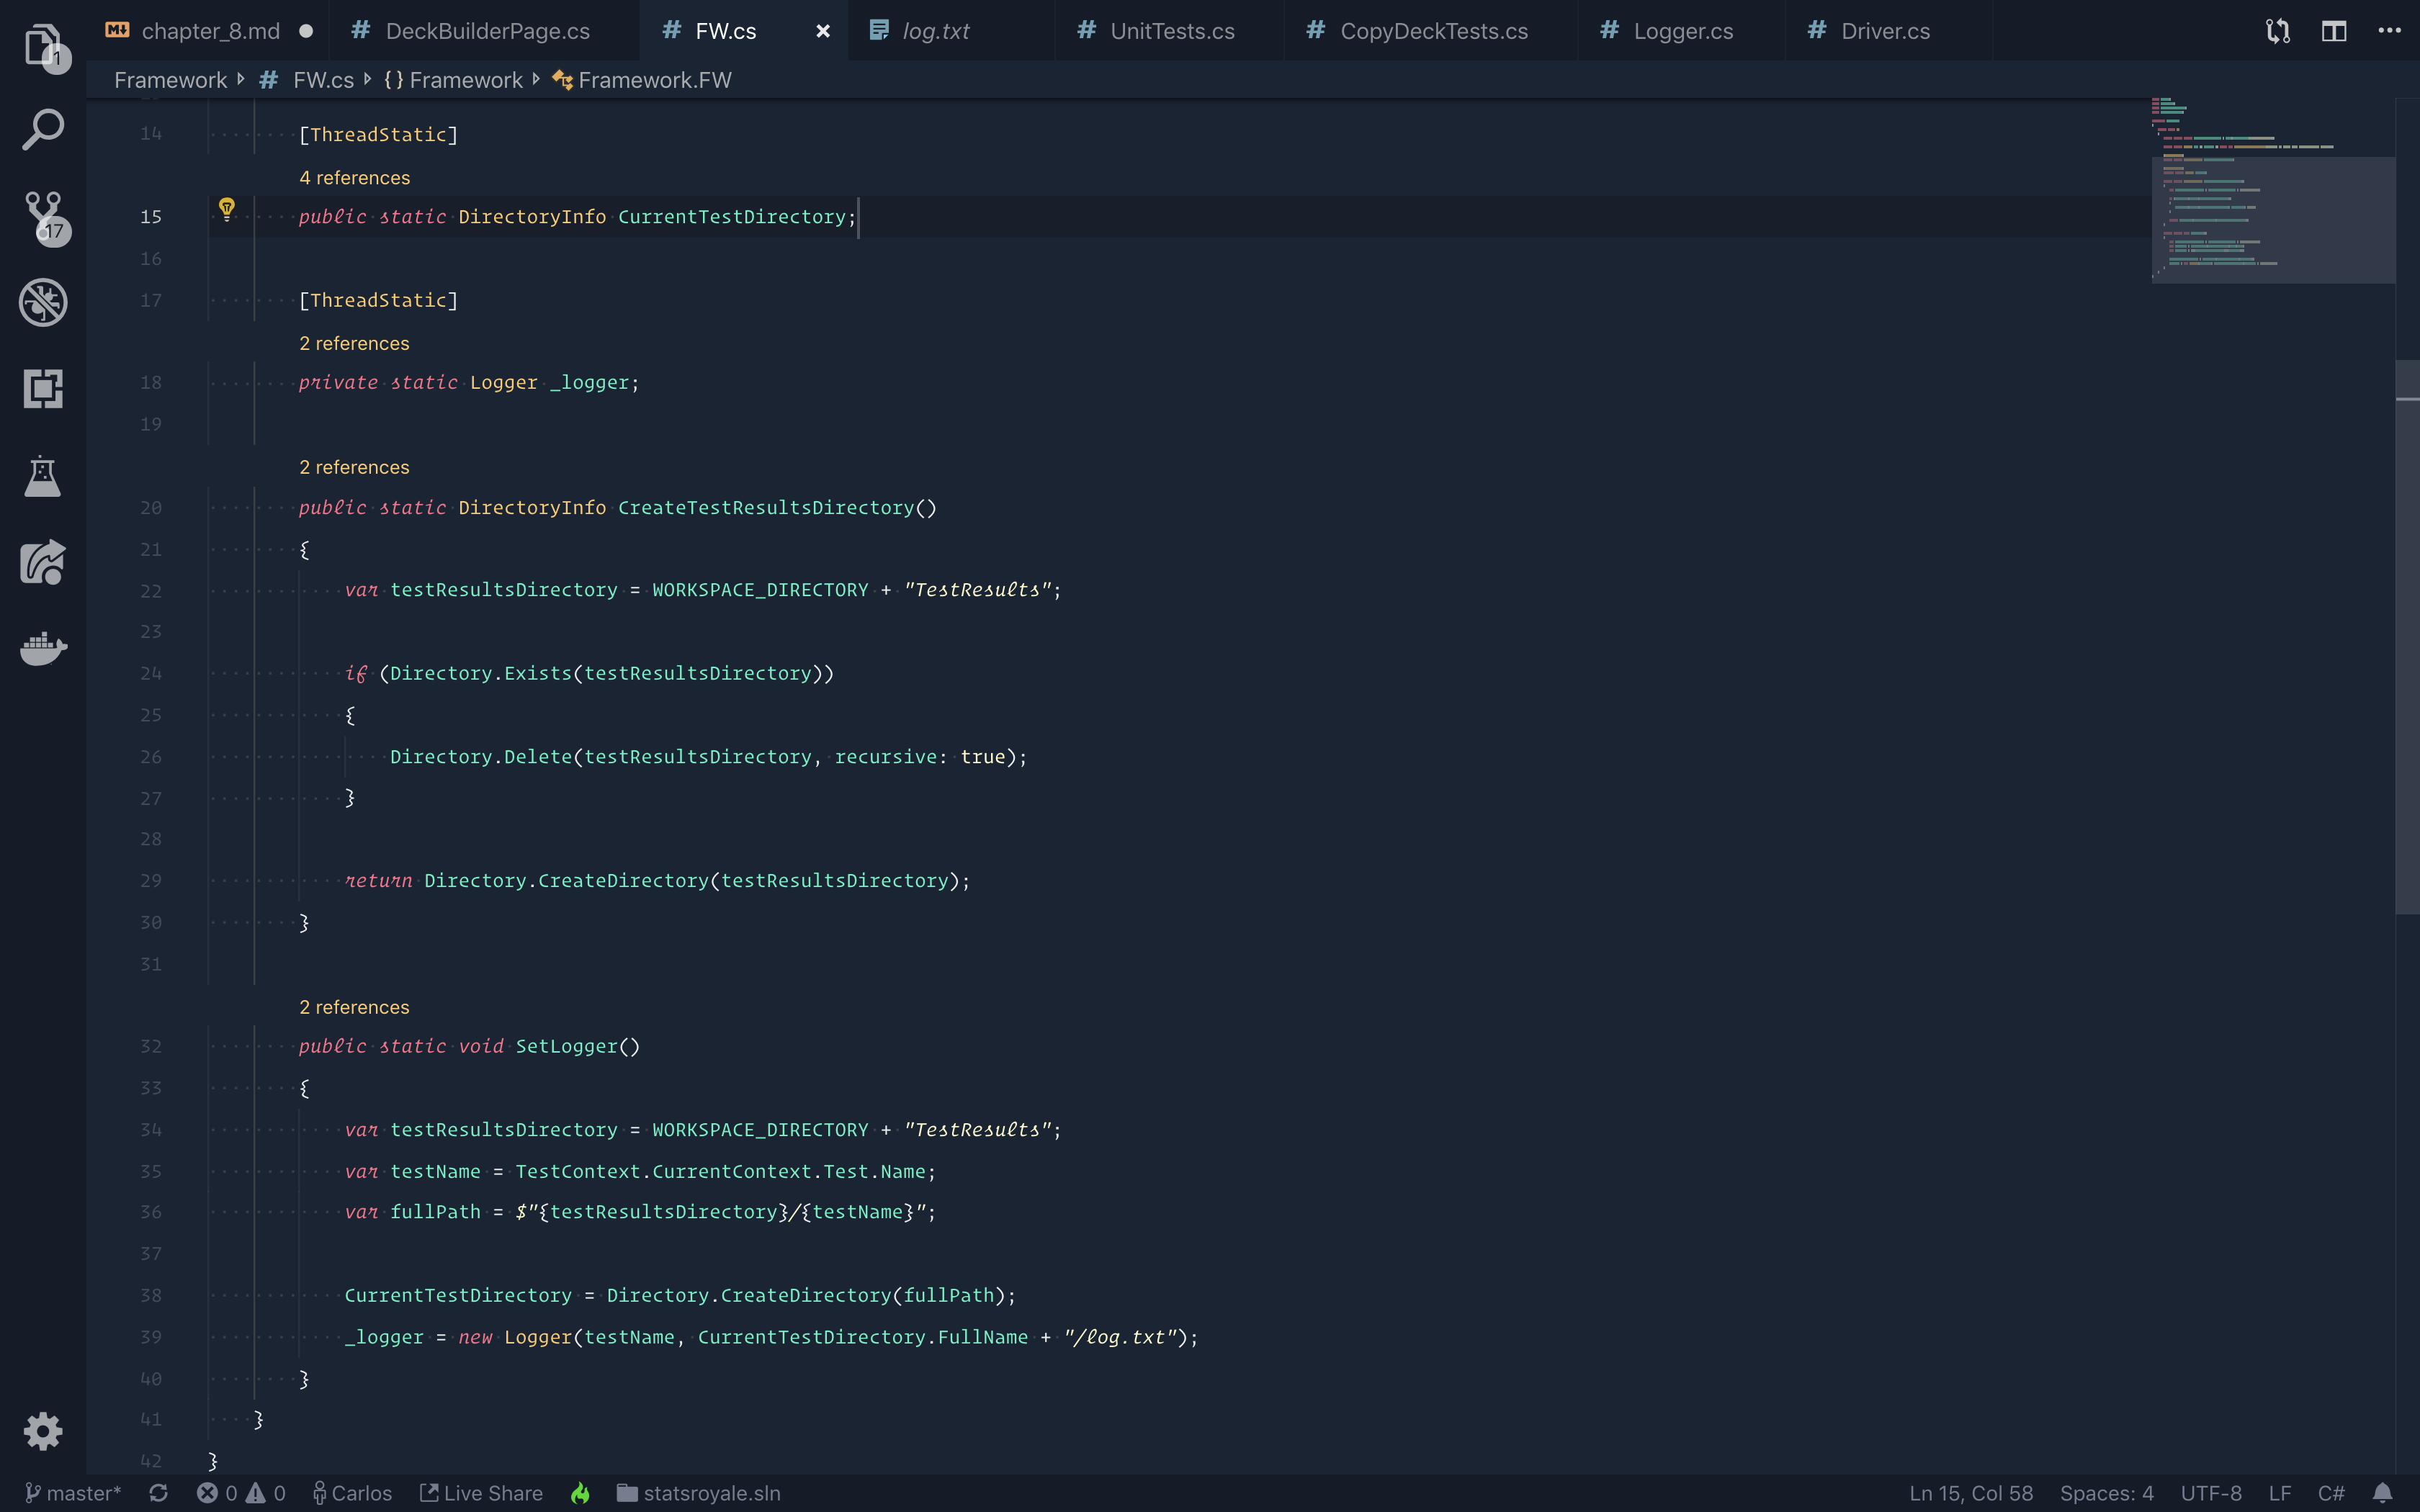 chapter_8.md DeckBuilderPage.cs FW.cs log.txt UnitTests.cs CopyDeckTests.cs Logger.cs Driver.cs
Framework FW.cs {} Framework Framework.FW
14 [ThreadStatic]
4 references
15 public static DirectoryInfo CurrentTestDirectory;
16
17 [ThreadStatic]
2 references
18 private static Logger _logger;
19
2 references
20 public static DirectoryInfo CreateTestResultsDirectory()
21 {
22 var testResultsDirectory = WORKSPACE_DIRECTORY + "TestResults";
23
24 if (Directory.Exists(testResultsDirectory))
25 {
26 Directory.Delete(testResultsDirectory, recursive: true);
27 }
28
29 return Directory.CreateDirectory(testResultsDirectory);
30 }
31
2 references
32 public static void SetLogger()
33 {
34 var testResultsDirectory = WORKSPACE_DIRECTORY + "TestResults";
35 var testName = TestContext.CurrentContext.Test.Name;
36 var fullPath = $"{testResultsDirectory}/{testName}";
37
38 CurrentTestDirectory = Directory.CreateDirectory(fullPath);
39 _logger = new Logger(testName, CurrentTestDirectory.FullName + "/log.txt");
40 }
41 }
42 }
1
17
master* 0 0 Carlos Live Share statsroyale.sln Ln 15, Col 58 Spaces: 4 UTF-8 LF C#